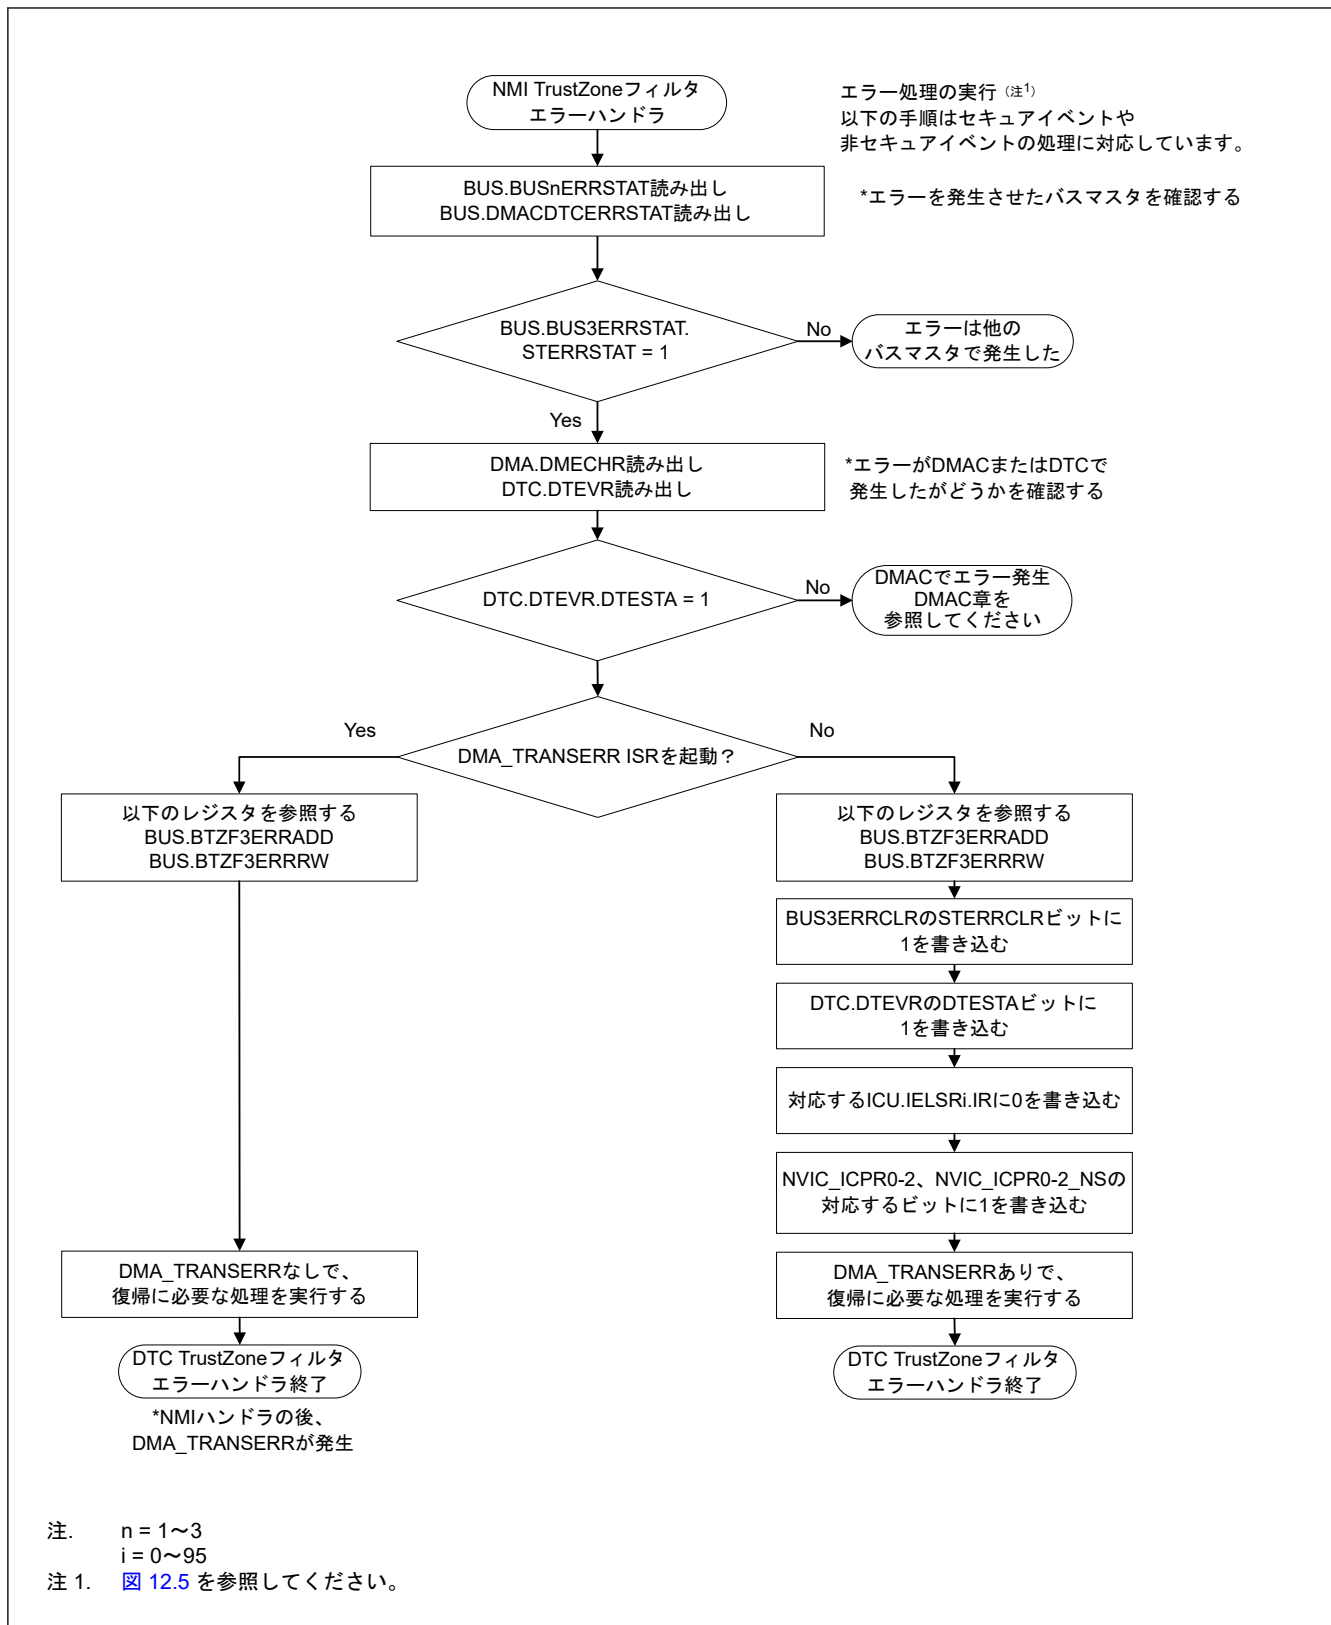 NMI TrustZoneフィルタ
エラーハンドラ
エラー処理の実行（注1）
以下の手順はセキュアイベントや
非セキュアイベントの処理に対応しています。
BUS.BUSnERRSTAT読み出し
BUS.DMACDTCERRSTAT読み出し
*エラーを発生させたバスマスタを確認する
BUS.BUS3ERRSTAT.
STERRSTAT = 1
No
エラーは他の
バスマスタで発生した
Yes
DMA.DMECHR読み出し
DTC.DTEVR読み出し
*エラーがDMACまたはDTCで
発生したがどうかを確認する
DTC.DTEVR.DTESTA = 1
No
DMACでエラー発生
DMAC章を
参照してください
Yes
DMA_TRANSERR ISRを起動？
No
以下のレジスタを参照する
BUS.BTZF3ERRADD
BUS.BTZF3ERRRW
以下のレジスタを参照する
BUS.BTZF3ERRADD
BUS.BTZF3ERRRW
BUS3ERRCLRのSTERRCLRビットに
1を書き込む
DTC.DTEVRのDTESTAビットに
1を書き込む
対応するICU.IELSRi.IRに0を書き込む
NVIC_ICPR0-2、NVIC_ICPR0-2_NSの
対応するビットに1を書き込む
DMA_TRANSERRなしで、
復帰に必要な処理を実行する
DMA_TRANSERRありで、
復帰に必要な処理を実行する
DTC TrustZoneフィルタ
エラーハンドラ終了
DTC TrustZoneフィルタ
エラーハンドラ終了
*NMIハンドラの後、
DMA_TRANSERRが発生
注. n = 1～3
i = 0～95
注 1. 図 12.5 を参照してください。